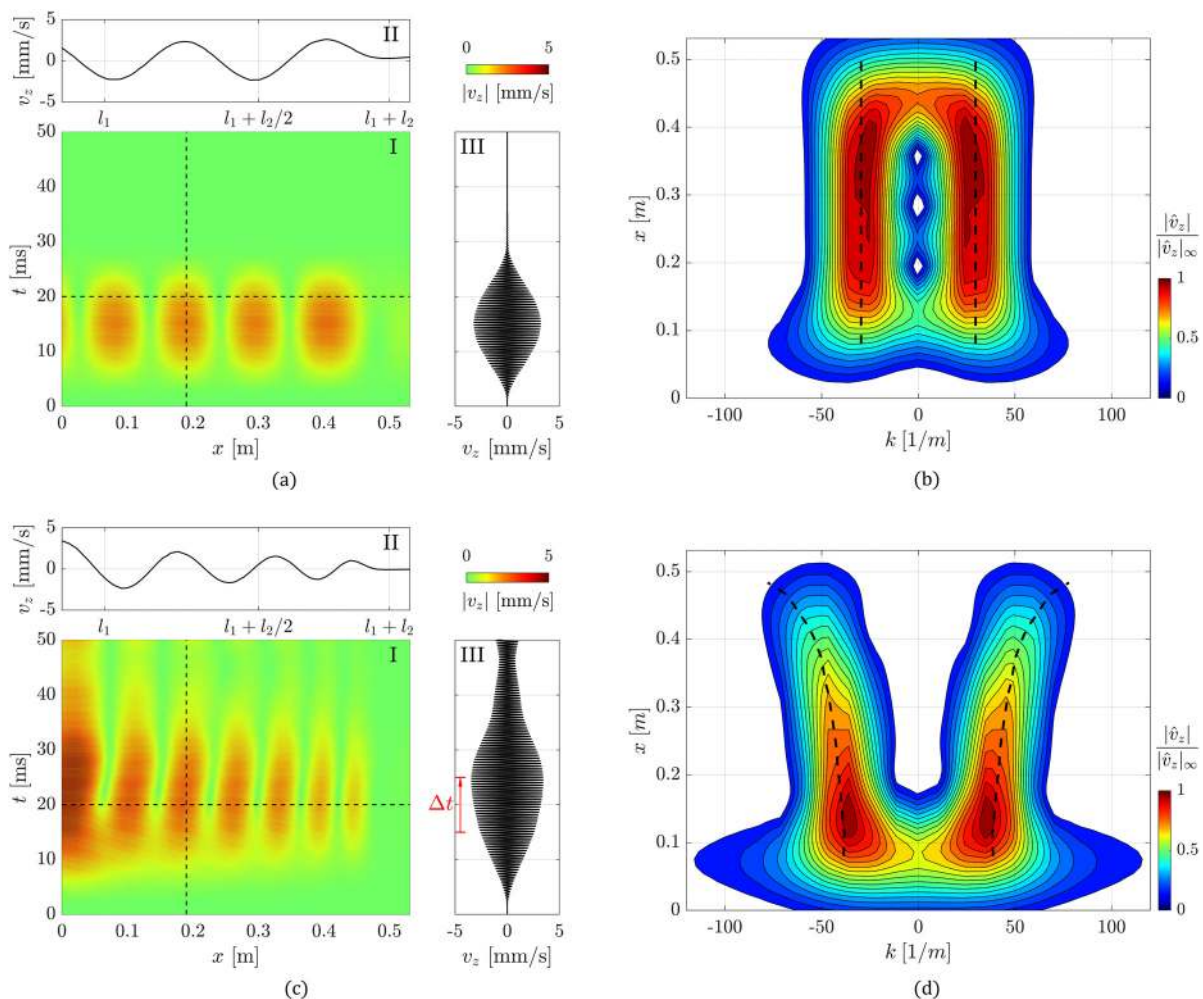 5
0
-5
v_z [mm/s]
II
l_1
l_1 + l_2/2
l_1 + l_2
0
5
|v_z| [mm/s]
50
40
30
20
10
0
t [ms]
I
0
0.1
0.2
0.3
0.4
0.5
x [m]
III
-5
0
5
v_z [mm/s]
(a)
0.5
0.4
0.3
0.2
0.1
0
x [m]
-100
-50
0
50
100
k [1/m]
|v̂_z|
|v̂_z|_∞
1
0.5
0
(b)
5
0
-5
v_z [mm/s]
II
l_1
l_1 + l_2/2
l_1 + l_2
0
5
|v_z| [mm/s]
50
40
30
20
10
0
t [ms]
I
0
0.1
0.2
0.3
0.4
0.5
x [m]
III
Δt
-5
0
5
v_z [mm/s]
(c)
0.5
0.4
0.3
0.2
0.1
0
x [m]
-100
-50
0
50
100
k [1/m]
|v̂_z|
|v̂_z|_∞
1
0.5
0
(d)